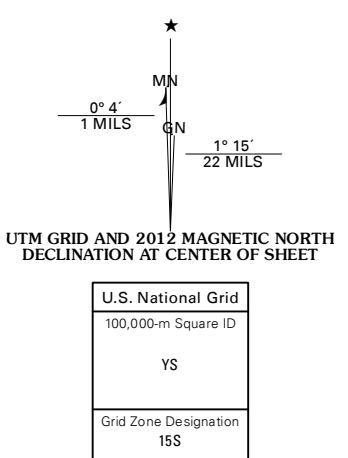 ★
MN
0° 4´
1 MILS
GN
1° 15´
22 MILS
UTM GRID AND 2012 MAGNETIC NORTH
DECLINATION AT CENTER OF SHEET
U.S. National Grid
100,000-m Square ID
YS
Grid Zone Designation
15S